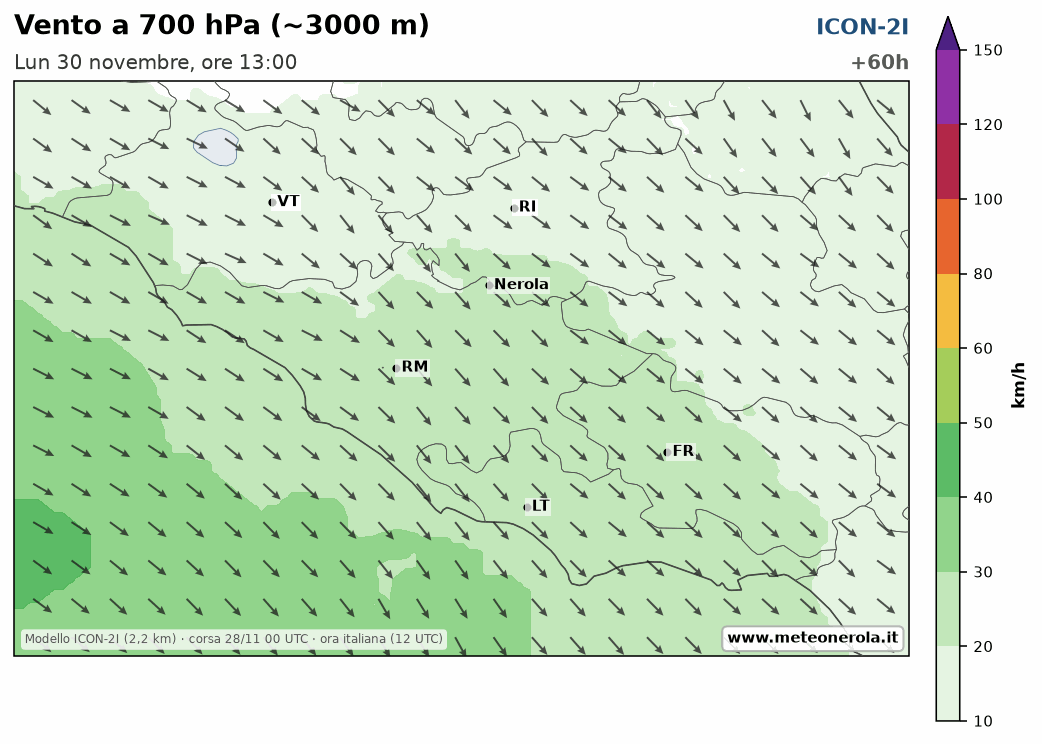 Vento a 700 hPa (~3000 m)
ICON-2I
Lun 30 novembre, ore 13:00
+60h
VT
RI
Nerola
RM
FR
LT
Modello ICON-2I (2,2 km) · corsa 28/11 00 UTC · ora italiana (12 UTC)
www.meteonerola.it
150
120
100
80
60
50
40
30
20
10
km/h